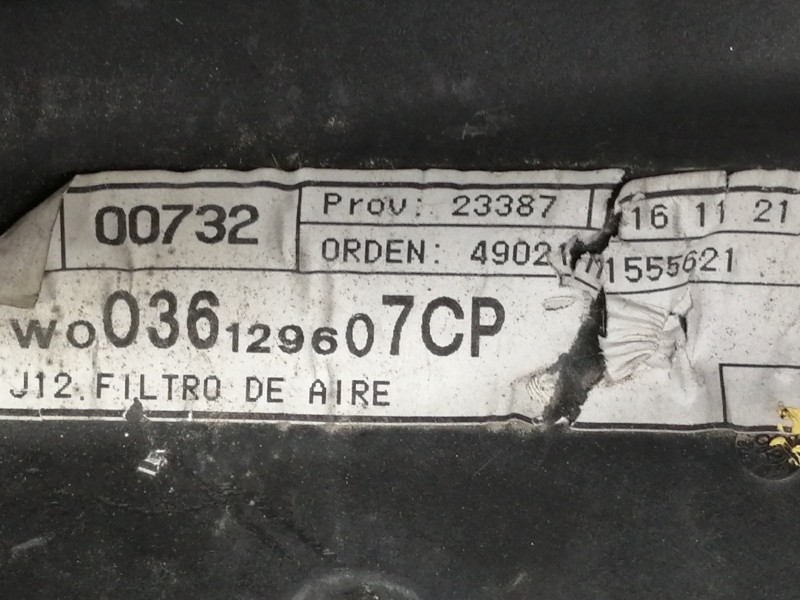 00732 Prov: 23387 16 11 21
ORDEN: 4902 1555621
WO036129607CP
J12.FILTRO DE AIRE